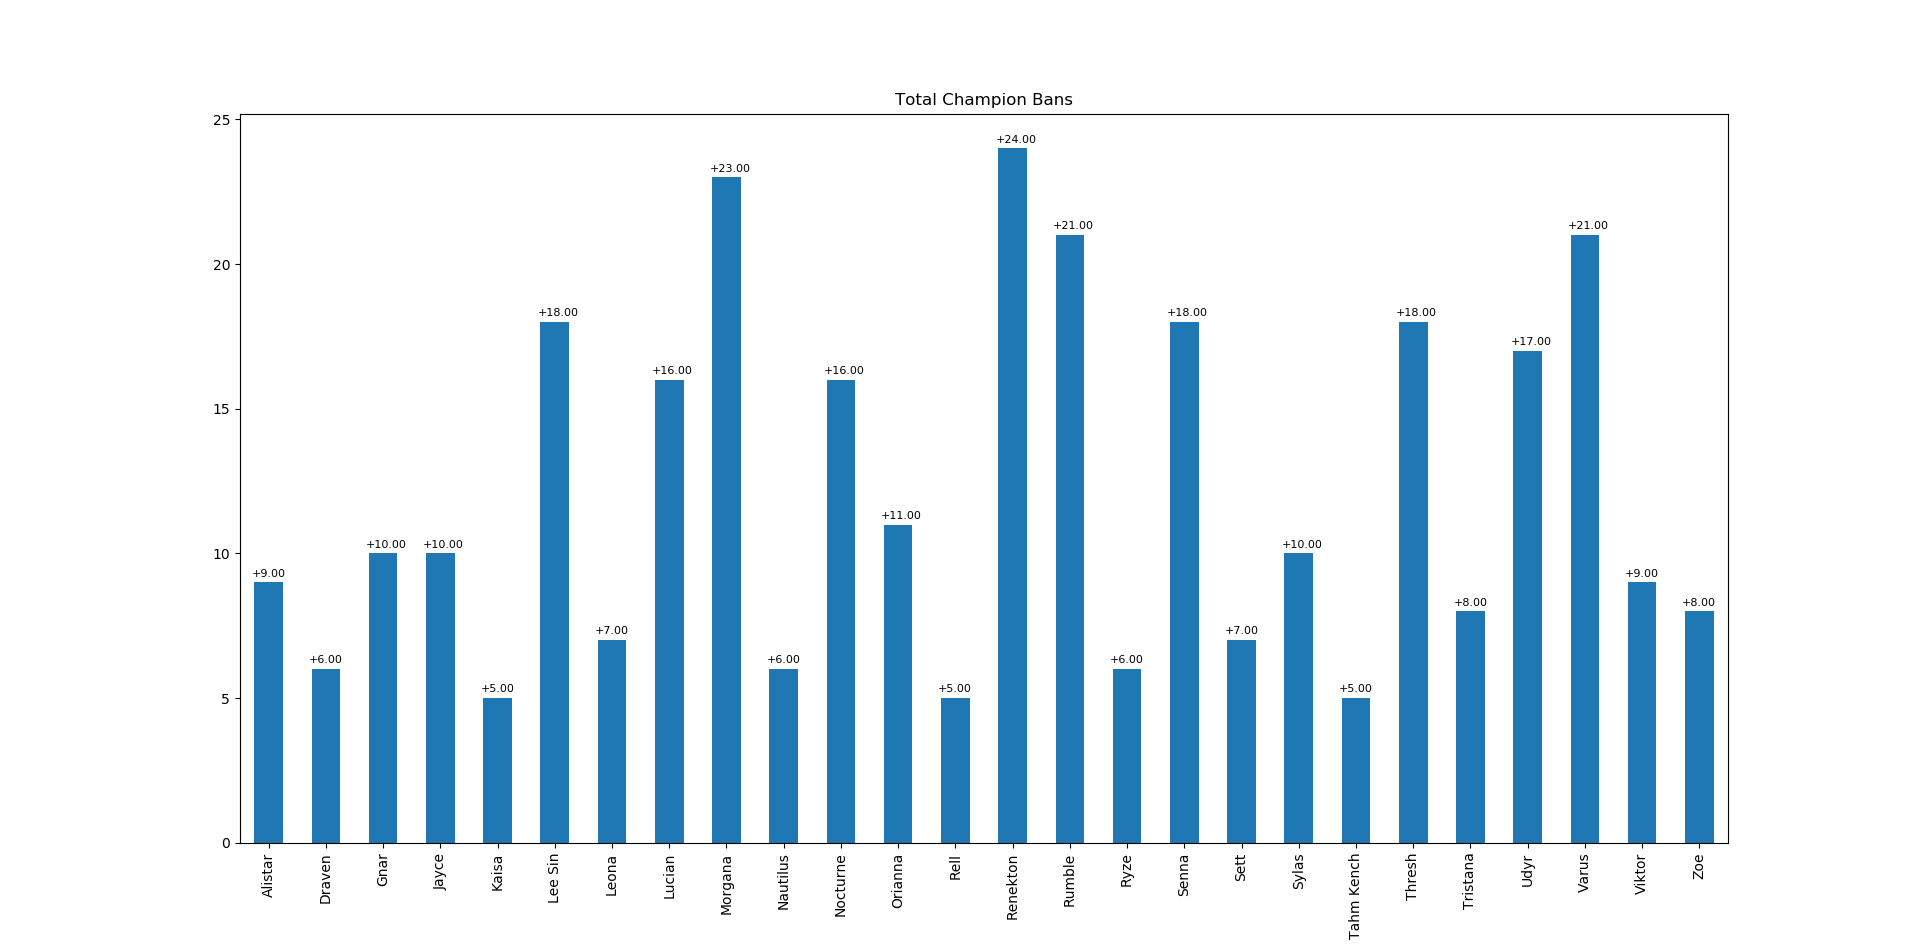 Total Champion Bans
25
20
15
10
5
0
+9.00
+6.00
+10.00
+10.00
+5.00
+18.00
+7.00
+16.00
+23.00
+6.00
+16.00
+11.00
+5.00
+24.00
+21.00
+6.00
+18.00
+7.00
+10.00
+5.00
+18.00
+8.00
+17.00
+21.00
+9.00
+8.00
Alistar
Draven
Gnar
Jayce
Kaisa
Lee Sin
Leona
Lucian
Morgana
Nautilus
Nocturne
Orianna
Rell
Renekton
Rumble
Ryze
Senna
Sett
Sylas
Tahm Kench
Thresh
Tristana
Udyr
Varus
Viktor
Zoe